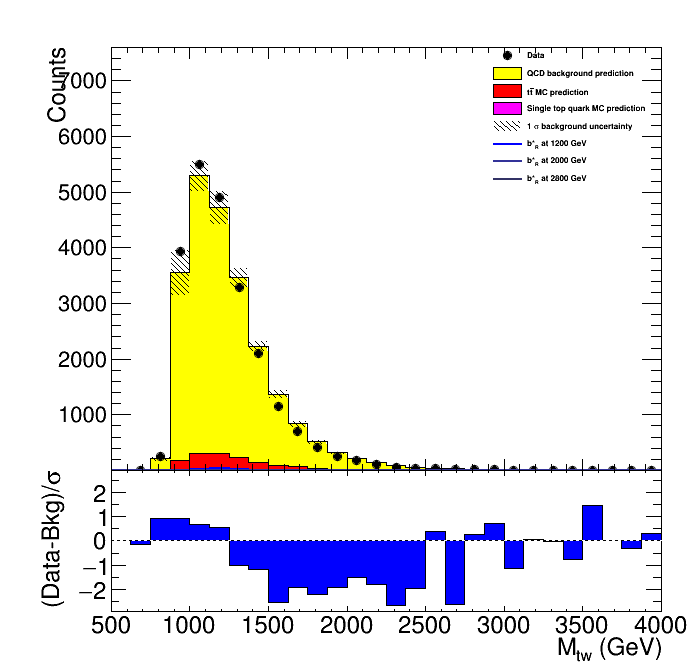 Counts
7000
6000
5000
4000
3000
2000
1000
Data
QCD background prediction
tt̄ MC prediction
Single top quark MC prediction
1 σ background uncertainty
b*R at 1200 GeV
b*R at 2000 GeV
b*R at 2800 GeV
(Data-Bkg)/σ
2
1
0
−1
−2
500 1000 1500 2000 2500 3000 3500 4000
Mtw (GeV)